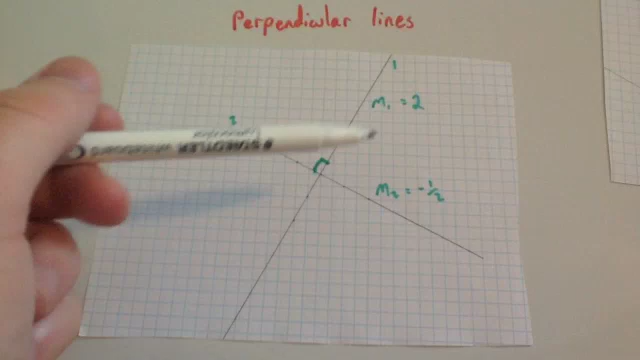 Perpendicular lines
1
m₁ = 2
2
STAEDTLER
m₂ = -1/2